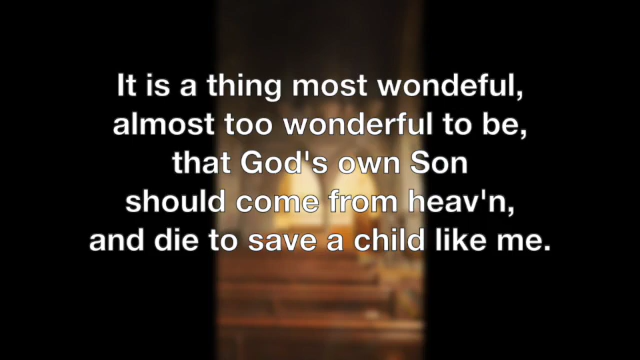 It is a thing most wondeful,
almost too wonderful to be,
that God's own Son
should come from heav'n,
and die to save a child like me.